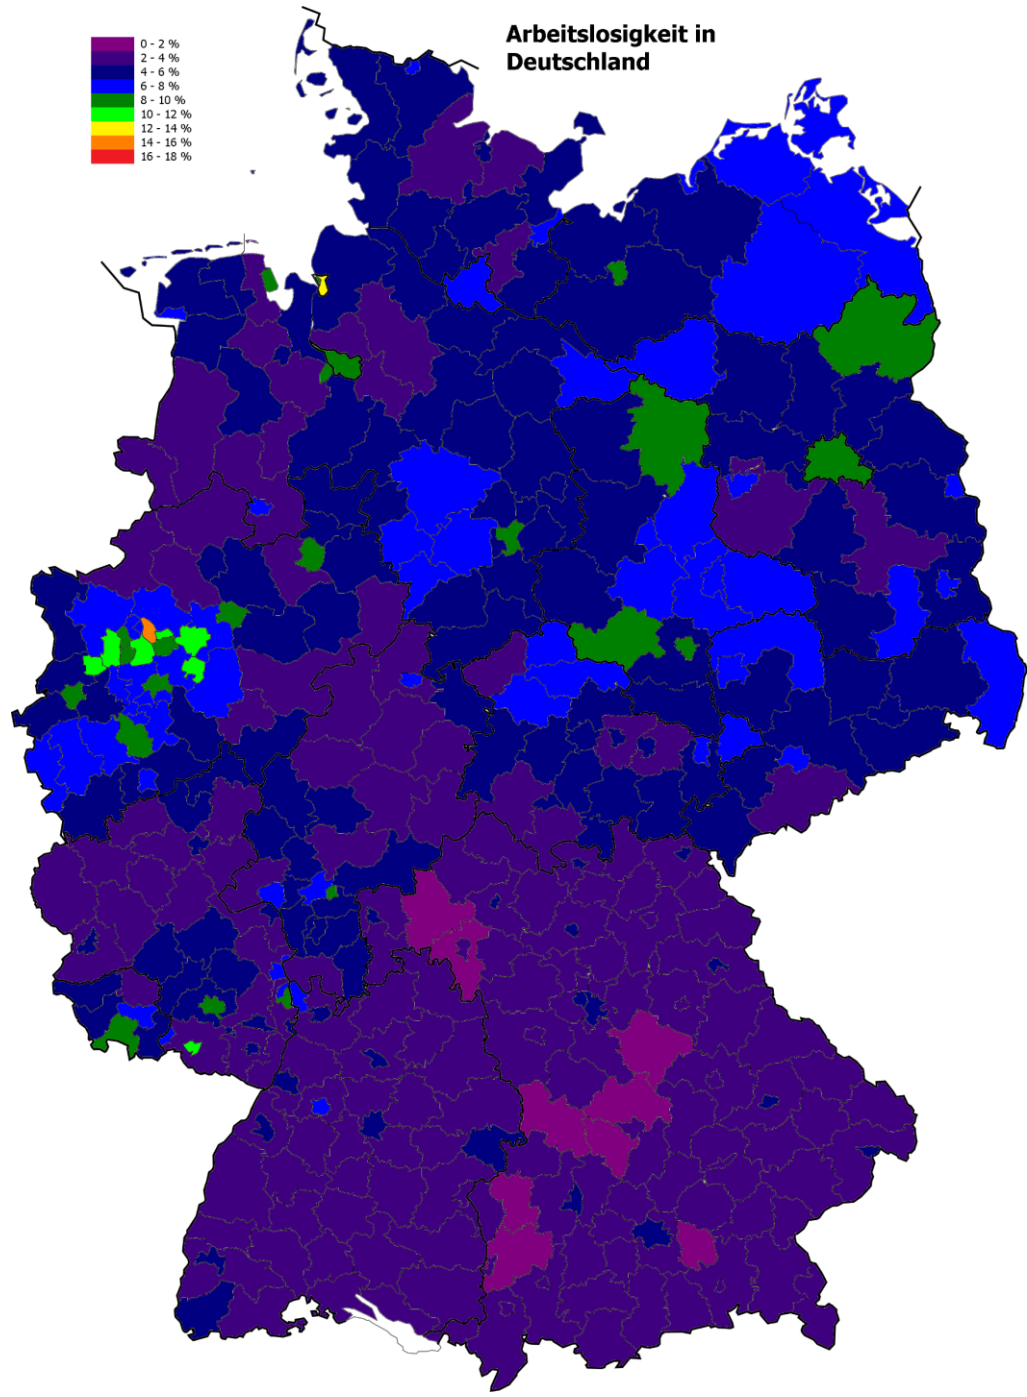 Arbeitslosigkeit in
Deutschland
0 - 2 %
2 - 4 %
4 - 6 %
6 - 8 %
8 - 10 %
10 - 12 %
12 - 14 %
14 - 16 %
16 - 18 %